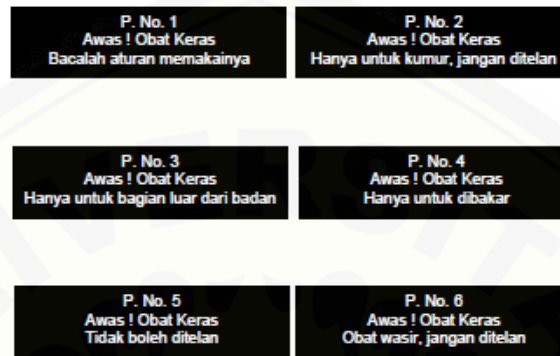 P. No. 1
Awas ! Obat Keras
Bacalah aturan memakainya
P. No. 2
Awas ! Obat Keras
Hanya untuk kumur, jangan ditelan
P. No. 3
Awas ! Obat Keras
Hanya untuk bagian luar dari badan
P. No. 4
Awas ! Obat Keras
Hanya untuk dibakar
P. No. 5
Awas ! Obat Keras
Tidak boleh ditelan
P. No. 6
Awas ! Obat Keras
Obat wasir, jangan ditelan